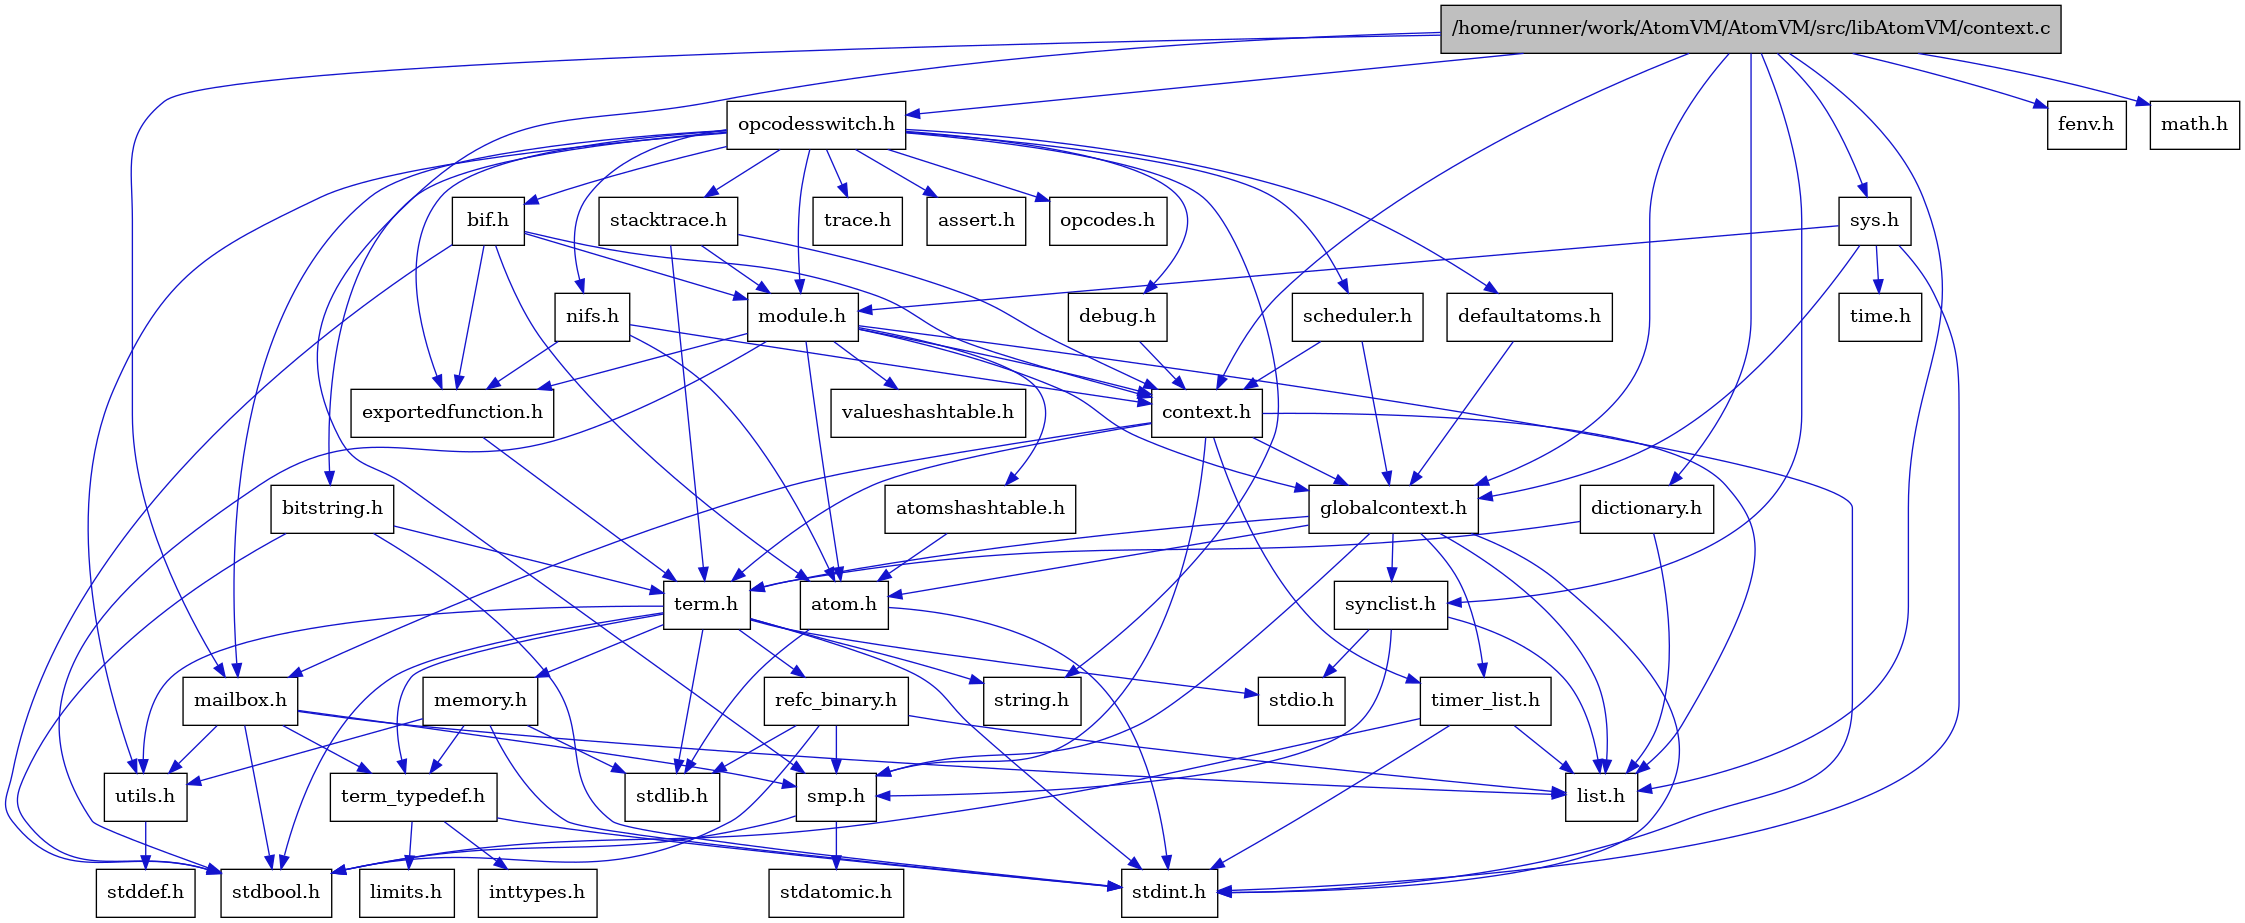 /home/runner/work/AtomVM/AtomVM/src/libAtomVM/context.c
opcodesswitch.h
fenv.h
math.h
bif.h
stacktrace.h
trace.h
assert.h
opcodes.h
sys.h
nifs.h
module.h
debug.h
scheduler.h
defaultatoms.h
time.h
exportedfunction.h
valueshashtable.h
context.h
bitstring.h
atomshashtable.h
globalcontext.h
dictionary.h
term.h
atom.h
synclist.h
mailbox.h
memory.h
refc_binary.h
string.h
stdio.h
timer_list.h
utils.h
term_typedef.h
stdlib.h
smp.h
list.h
stddef.h
stdbool.h
limits.h
inttypes.h
stdatomic.h
stdint.h